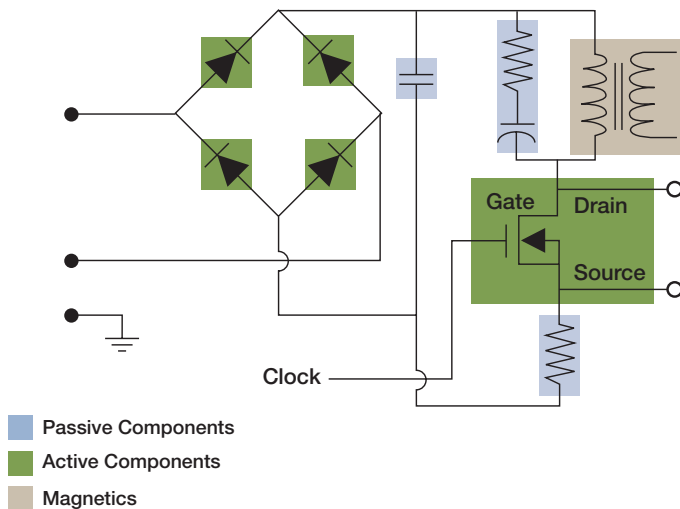 Gate
Drain
Source
Clock
Passive Components
Active Components
Magnetics